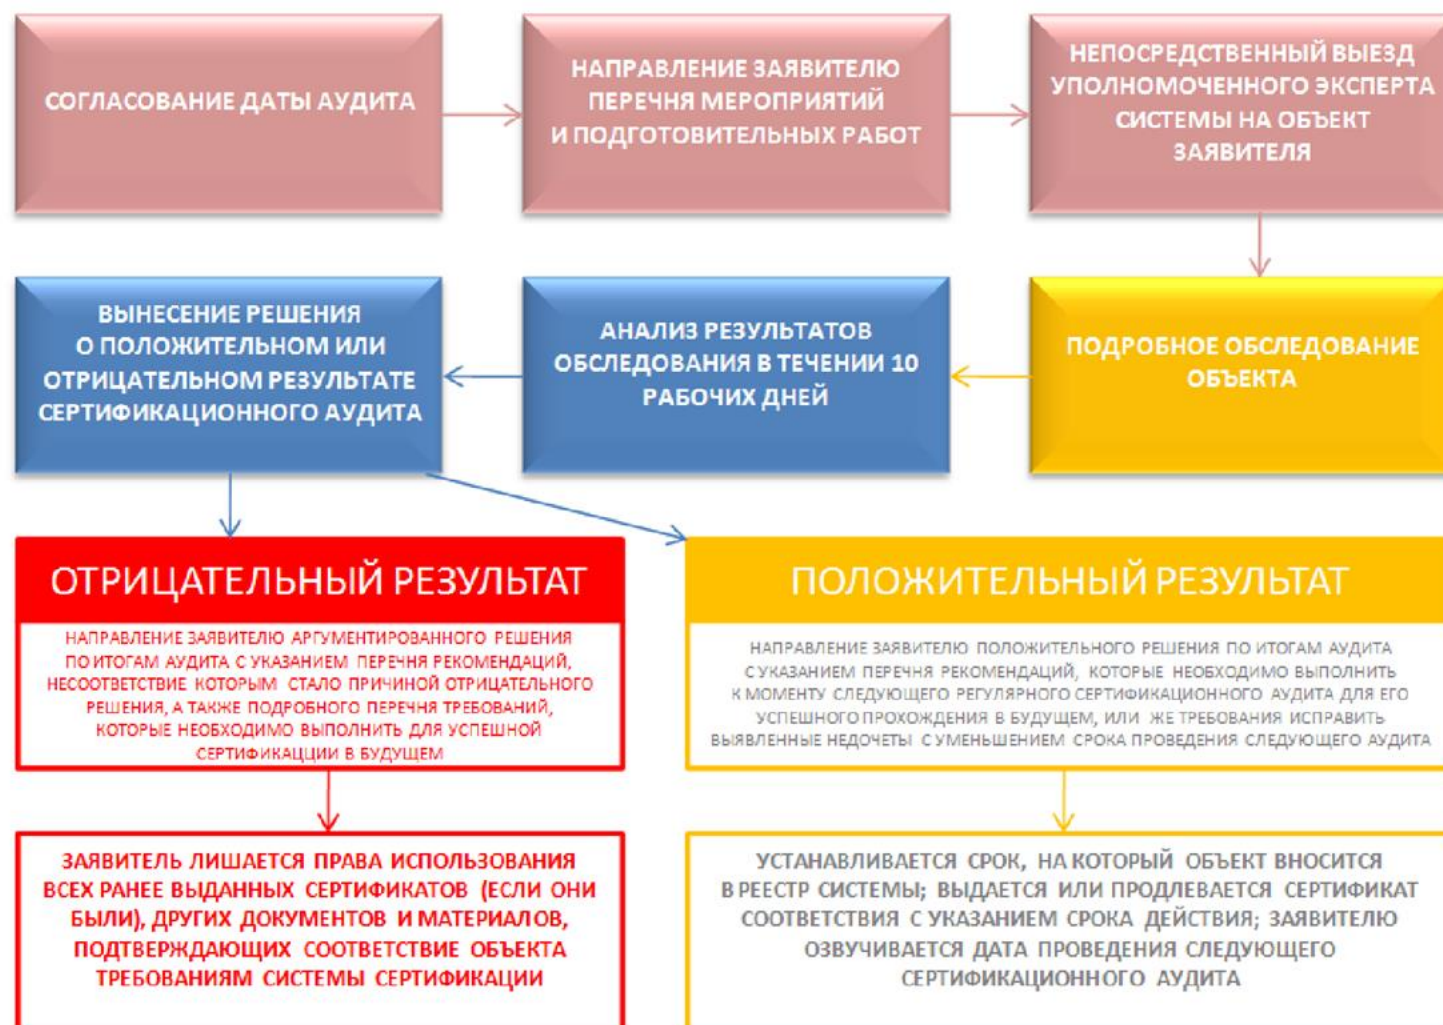 СОГЛАСОВАНИЕ ДАТЫ АУДИТА
НАПРАВЛЕНИЕ ЗАЯВИТЕЛЮ
ПЕРЕЧНЯ МЕРОПРИЯТИЙ
И ПОДГОТОВИТЕЛЬНЫХ РАБОТ
НЕПОСРЕДСТВЕННЫЙ ВЫЕЗД
УПОЛНОМОЧЕННОГО ЭКСПЕРТА
СИСТЕМЫ НА ОБЪЕКТ
ЗАЯВИТЕЛЯ
ПОДРОБНОЕ ОБСЛЕДОВАНИЕ
ОБЪЕКТА
АНАЛИЗ РЕЗУЛЬТАТОВ
ОБСЛЕДОВАНИЯ В ТЕЧЕНИИ 10
РАБОЧИХ ДНЕЙ
ВЫНЕСЕНИЕ РЕШЕНИЯ
О ПОЛОЖИТЕЛЬНОМ ИЛИ
ОТРИЦАТЕЛЬНОМ РЕЗУЛЬТАТЕ
СЕРТИФИКАЦИОННОГО АУДИТА
ОТРИЦАТЕЛЬНЫЙ РЕЗУЛЬТАТ
НАПРАВЛЕНИЕ ЗАЯВИТЕЛЮ АРГУМЕНТИРОВАННОГО РЕШЕНИЯ
ПО ИТОГАМ АУДИТА С УКАЗАНИЕМ ПЕРЕЧНЯ РЕКОМЕНДАЦИЙ,
НЕСООТВЕТСТВИЕ КОТОРЫМ СТАЛО ПРИЧИНОЙ ОТРИЦАТЕЛЬНОГО
РЕШЕНИЯ, А ТАКЖЕ ПОДРОБНОГО ПЕРЕЧНЯ ТРЕБОВАНИЙ,
КОТОРЫЕ НЕОБХОДИМО ВЫПОЛНИТЬ ДЛЯ УСПЕШНОЙ
СЕРТИФИКАЦЦИИ В БУДУЩЕМ
ЗАЯВИТЕЛЬ ЛИШАЕТСЯ ПРАВА ИСПОЛЬЗОВАНИЯ
ВСЕХ РАНЕЕ ВЫДАННЫХ СЕРТИФИКАТОВ (ЕСЛИ ОНИ
БЫЛИ), ДРУГИХ ДОКУМЕНТОВ И МАТЕРИАЛОВ,
ПОДТВЕРЖДАЮЩИХ СООТВЕТСТВИЕ ОБЪЕКТА
ТРЕБОВАНИЯМ СИСТЕМЫ СЕРТИФИКАЦИИ
ПОЛОЖИТЕЛЬНЫЙ РЕЗУЛЬТАТ
НАПРАВЛЕНИЕ ЗАЯВИТЕЛЮ ПОЛОЖИТЕЛЬНОГО РЕШЕНИЯ ПО ИТОГАМ АУДИТА
С УКАЗАНИЕМ ПЕРЕЧНЯ РЕКОМЕНДАЦИЙ, КОТОРЫЕ НЕОБХОДИМО ВЫПОЛНИТЬ
К МОМЕНТУ СЛЕДУЮЩЕГО РЕГУЛЯРНОГО СЕРТИФИКАЦИОННОГО АУДИТА ДЛЯ ЕГО
УСПЕШНОГО ПРОХОЖДЕНИЯ В БУДУЩЕМ, ИЛИ ЖЕ ТРЕБОВАНИЯ ИСПРАВИТЬ
ВЫЯВЛЕННЫЕ НЕДОЧЕТЫ С УМЕНЬШЕНИЕМ СРОКА ПРОВЕДЕНИЯ СЛЕДУЮЩЕГО АУДИТА
УСТАНАВЛИВАЕТСЯ СРОК, НА КОТОРЫЙ ОБЪЕКТ ВНОСИТСЯ
В РЕЕСТР СИСТЕМЫ; ВЫДАЕТСЯ ИЛИ ПРОДЛЕВАЕТСЯ СЕРТИФИКАТ
СООТВЕТСТВИЯ С УКАЗАНИЕМ СРОКА ДЕЙСТВИЯ; ЗАЯВИТЕЛЮ
ОЗВУЧИВАЕТСЯ ДАТА ПРОВЕДЕНИЯ СЛЕДУЮЩЕГО
СЕРТИФИКАЦИОННОГО АУДИТА